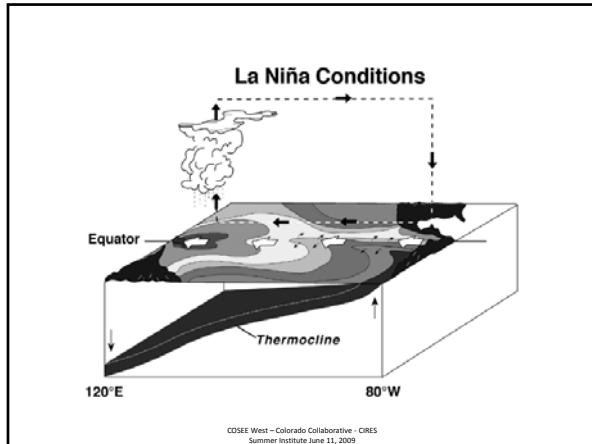 La Niña Conditions
Equator
Thermocline
120°E 80°W
COSEE West – Colorado Collaborative - CIRES
Summer Institute June 11, 2009